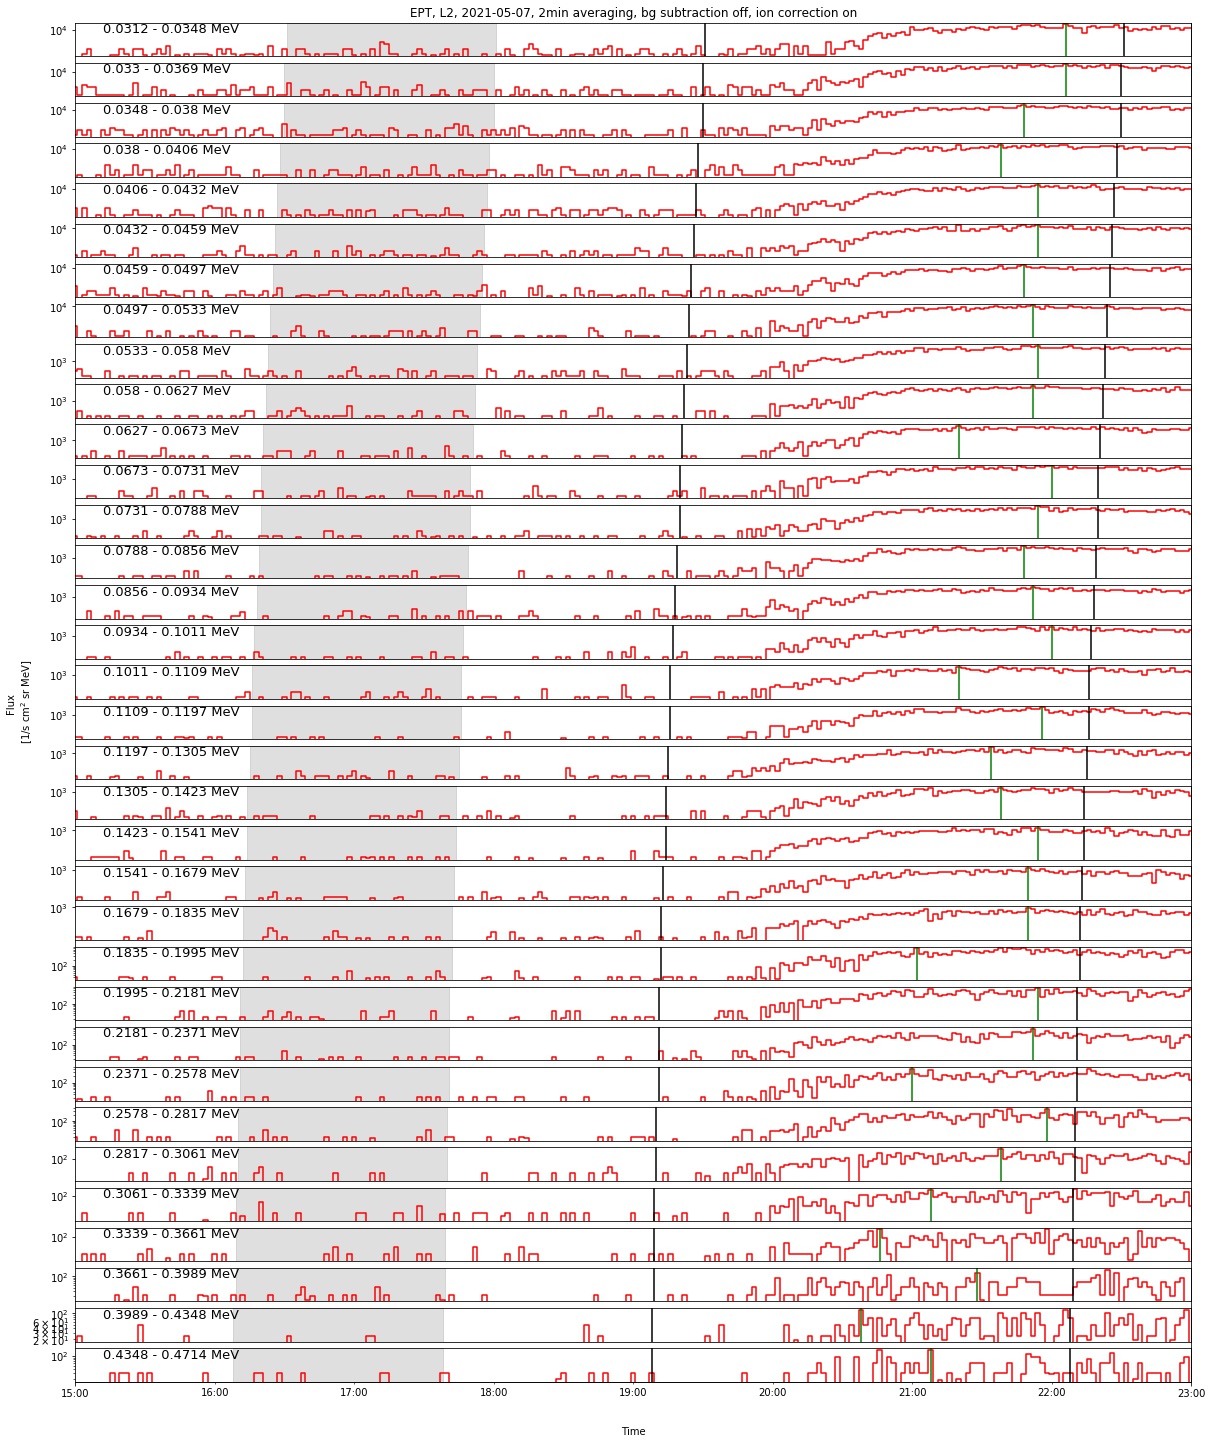 EPT, L2, 2021-05-07, 2min averaging, bg subtraction off, ion correction on
10⁴ 0.0312 - 0.0348 MeV
10⁴ 0.033 - 0.0369 MeV
10⁴ 0.0348 - 0.038 MeV
10⁴ 0.038 - 0.0406 MeV
10⁴ 0.0406 - 0.0432 MeV
10⁴ 0.0432 - 0.0459 MeV
10⁴ 0.0459 - 0.0497 MeV
10⁴ 0.0497 - 0.0533 MeV
10³ 0.0533 - 0.058 MeV
10³ 0.058 - 0.0627 MeV
10³ 0.0627 - 0.0673 MeV
10³ 0.0673 - 0.0731 MeV
10³ 0.0731 - 0.0788 MeV
10³ 0.0788 - 0.0856 MeV
10³ 0.0856 - 0.0934 MeV
10³ 0.0934 - 0.1011 MeV
10³ 0.1011 - 0.1109 MeV
10³ 0.1109 - 0.1197 MeV
10³ 0.1197 - 0.1305 MeV
10³ 0.1305 - 0.1423 MeV
10³ 0.1423 - 0.1541 MeV
10³ 0.1541 - 0.1679 MeV
10³ 0.1679 - 0.1835 MeV
10² 0.1835 - 0.1995 MeV
10² 0.1995 - 0.2181 MeV
10² 0.2181 - 0.2371 MeV
10² 0.2371 - 0.2578 MeV
10² 0.2578 - 0.2817 MeV
10² 0.2817 - 0.3061 MeV
10² 0.3061 - 0.3339 MeV
10² 0.3339 - 0.3661 MeV
10² 0.3661 - 0.3989 MeV
10² 0.3989 - 0.4348 MeV
6 × 10¹
4 × 10¹
3 × 10¹
2 × 10¹
10² 0.4348 - 0.4714 MeV
Flux
[1/s cm² sr MeV]
15:00 16:00 17:00 18:00 19:00 20:00 21:00 22:00 23:00
Time